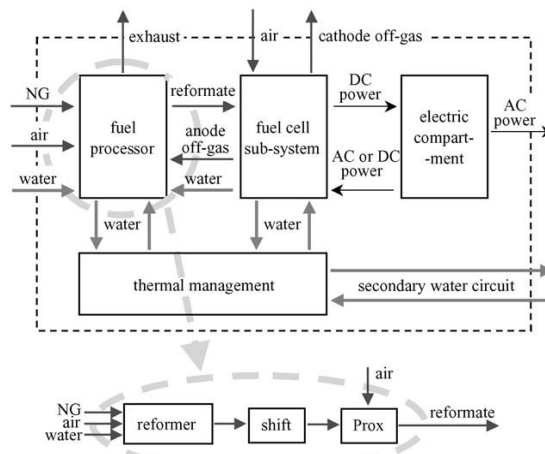 exhaust
air
cathode off-gas
NG
air
water
fuel
processor
reformate
anode
off-gas
water
fuel cell
sub-system
DC
power
AC or DC
power
electric
compart-
-ment
AC
power
water
water
thermal management
secondary water circuit
air
NG
air
water
reformer
shift
Prox
reformate